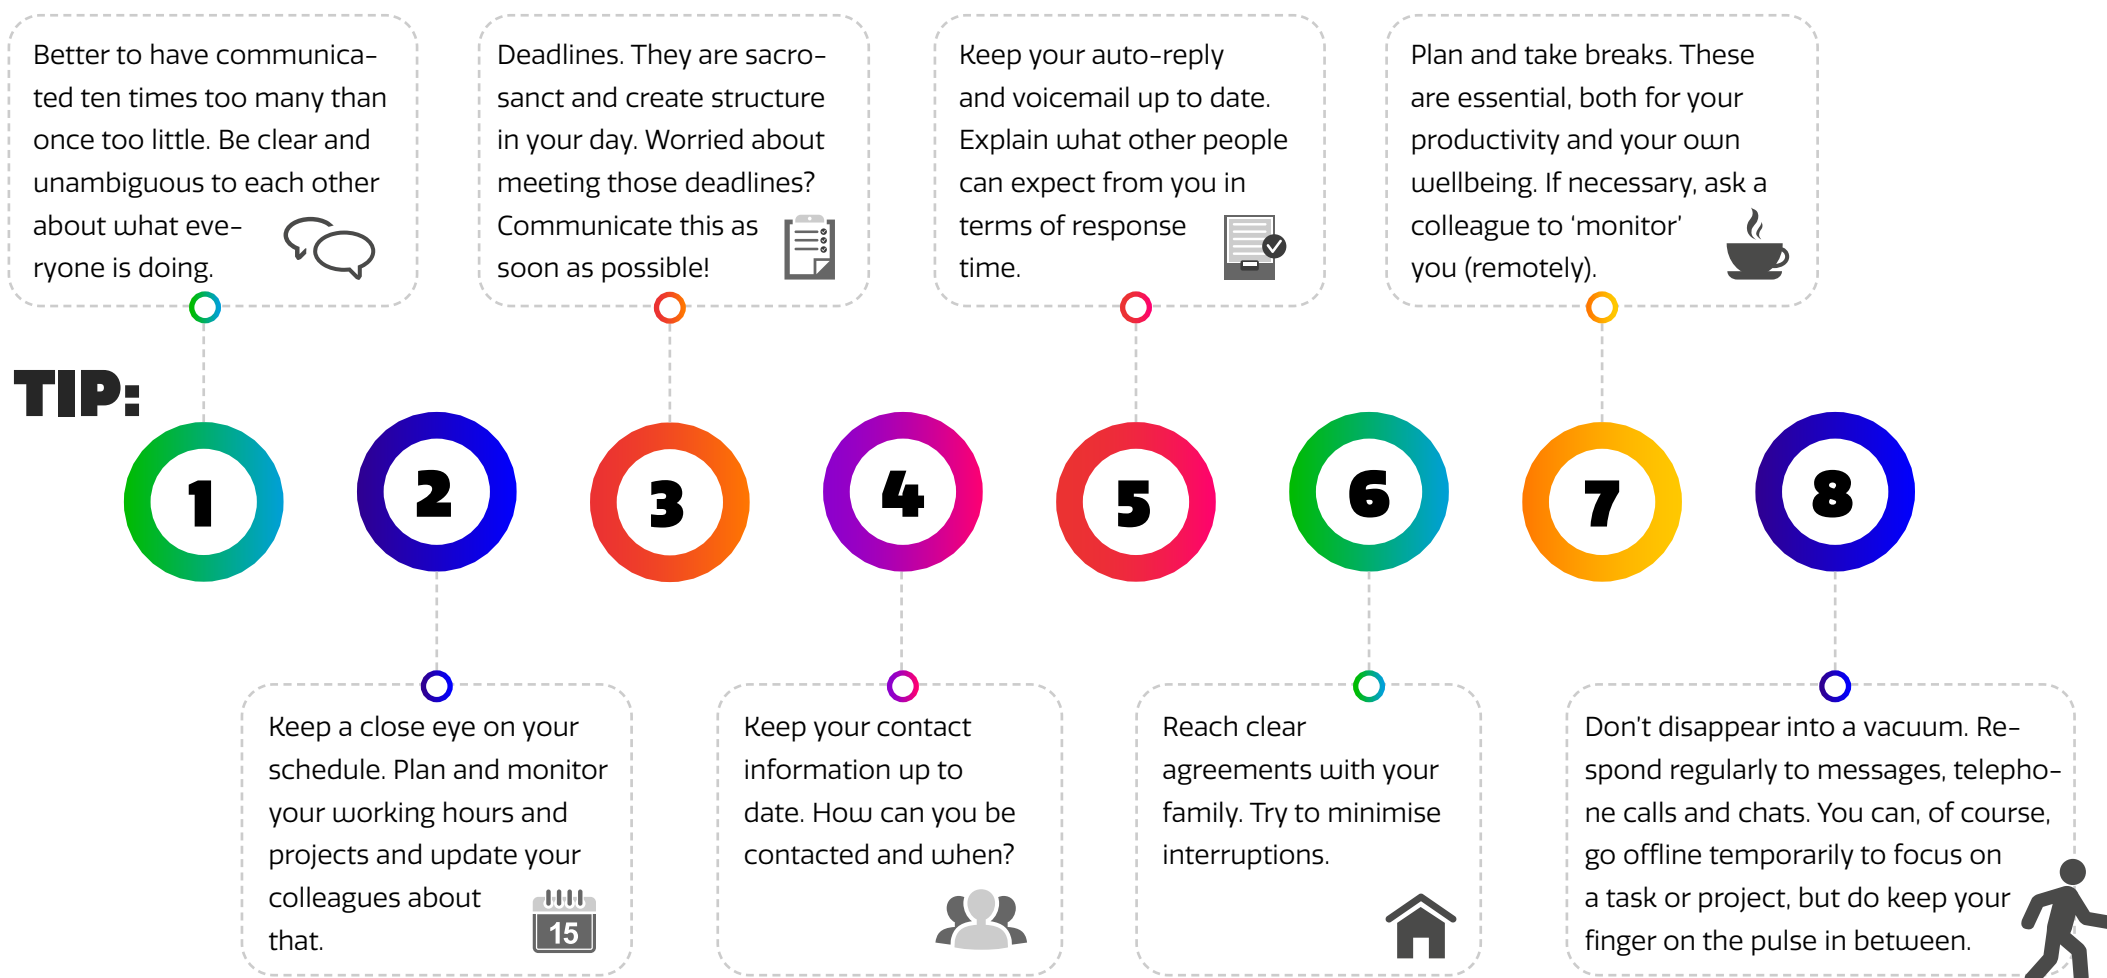 Better to have communica-
ted ten times too many than
once too little. Be clear and
unambiguous to each other
about what eve-
ryone is doing.
Deadlines. They are sacro-
sanct and create structure
in your day. Worried about
meeting those deadlines?
Communicate this as
soon as possible!
Keep your auto-reply
and voicemail up to date.
Explain what other people
can expect from you in
terms of response
time.
Plan and take breaks. These
are essential, both for your
productivity and your own
wellbeing. If necessary, ask a
colleague to ‘monitor’
you (remotely).
TIP:
1
2
3
4
5
6
7
8
Keep a close eye on your
schedule. Plan and monitor
your working hours and
projects and update your
colleagues about
that.
15
Keep your contact
information up to
date. How can you be
contacted and when?
Reach clear
agreements with your
family. Try to minimise
interruptions.
Don't disappear into a vacuum. Re-
spond regularly to messages, telepho-
ne calls and chats. You can, of course,
go offline temporarily to focus on
a task or project, but do keep your
finger on the pulse in between.